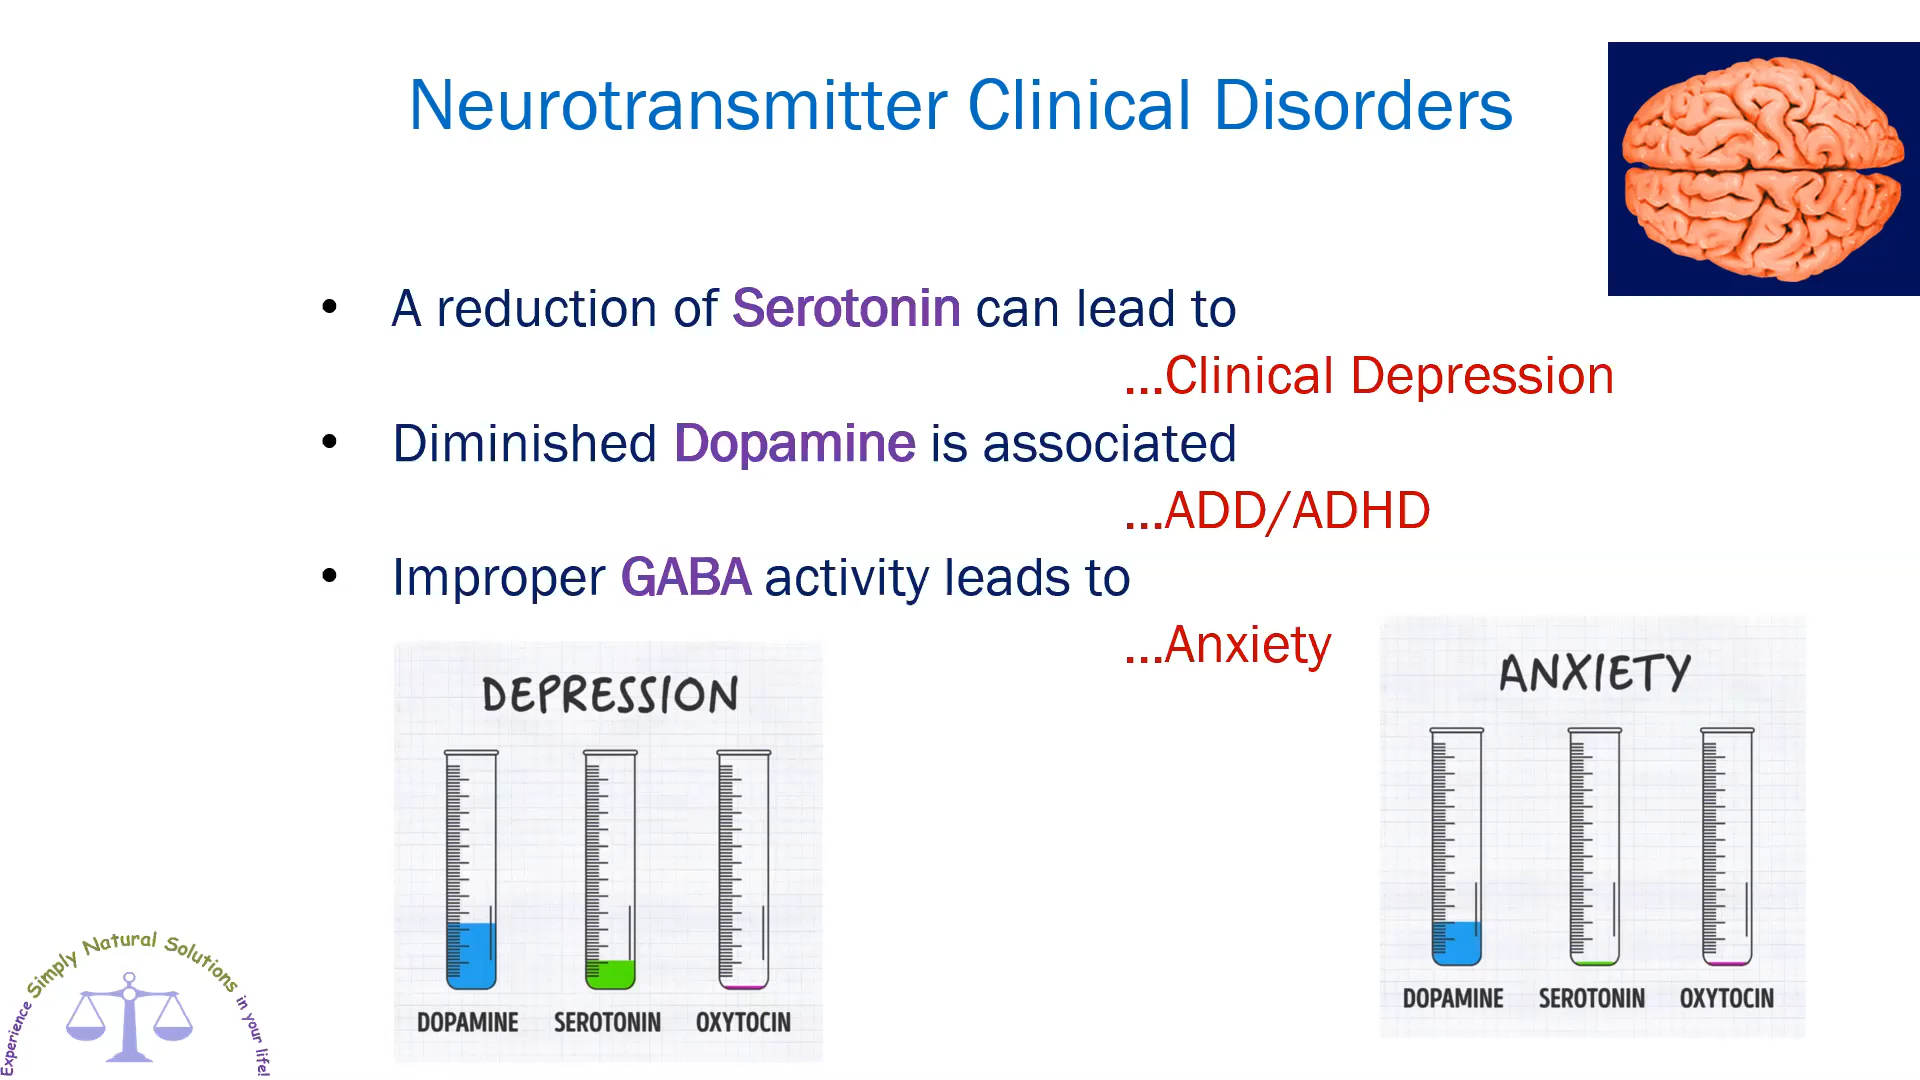 Neurotransmitter Clinical Disorders
• A reduction of Serotonin can lead to
...Clinical Depression
• Diminished Dopamine is associated
...ADD/ADHD
• Improper GABA activity leads to
...Anxiety
DEPRESSION
DOPAMINE SEROTONIN OXYTOCIN
ANXIETY
DOPAMINE SEROTONIN OXYTOCIN
Experience Simply Natural Solutions in your life!